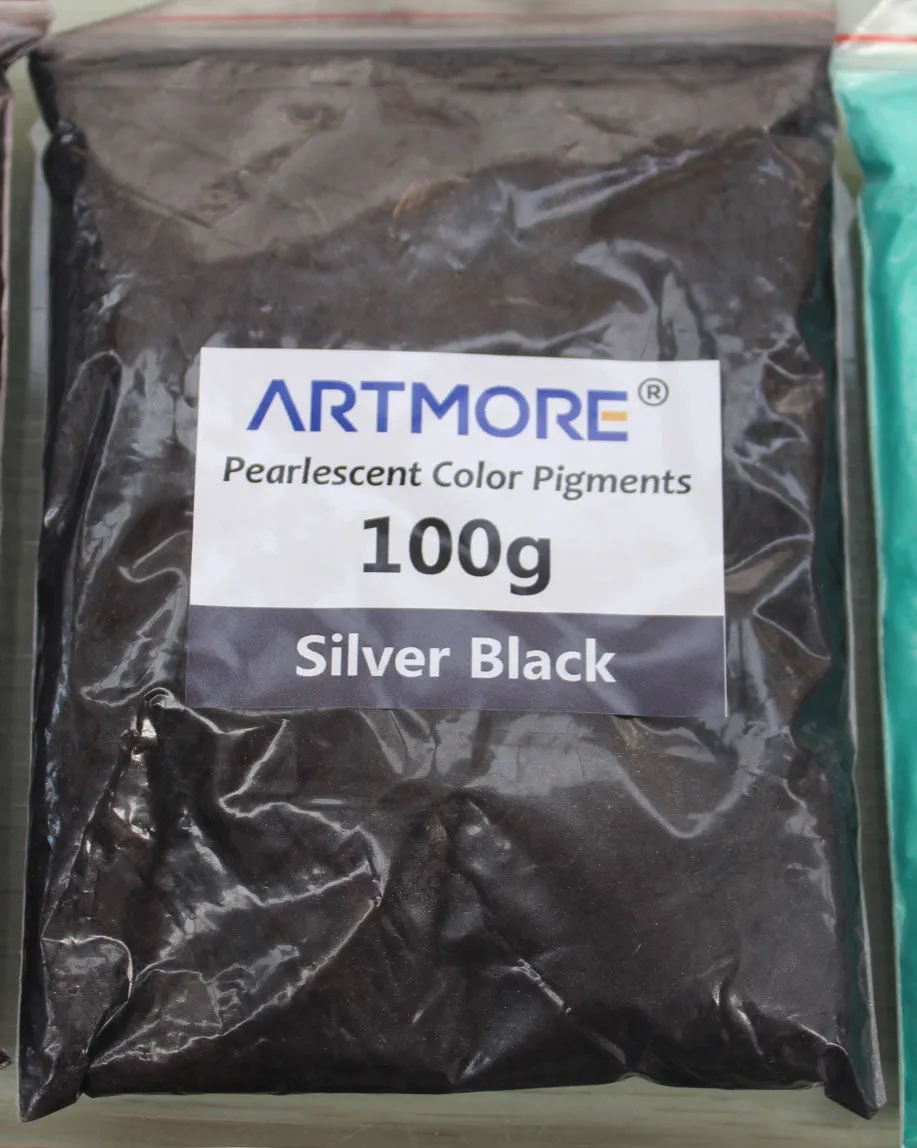 ARTMORE®
Pearlescent Color Pigments
100g
Silver Black